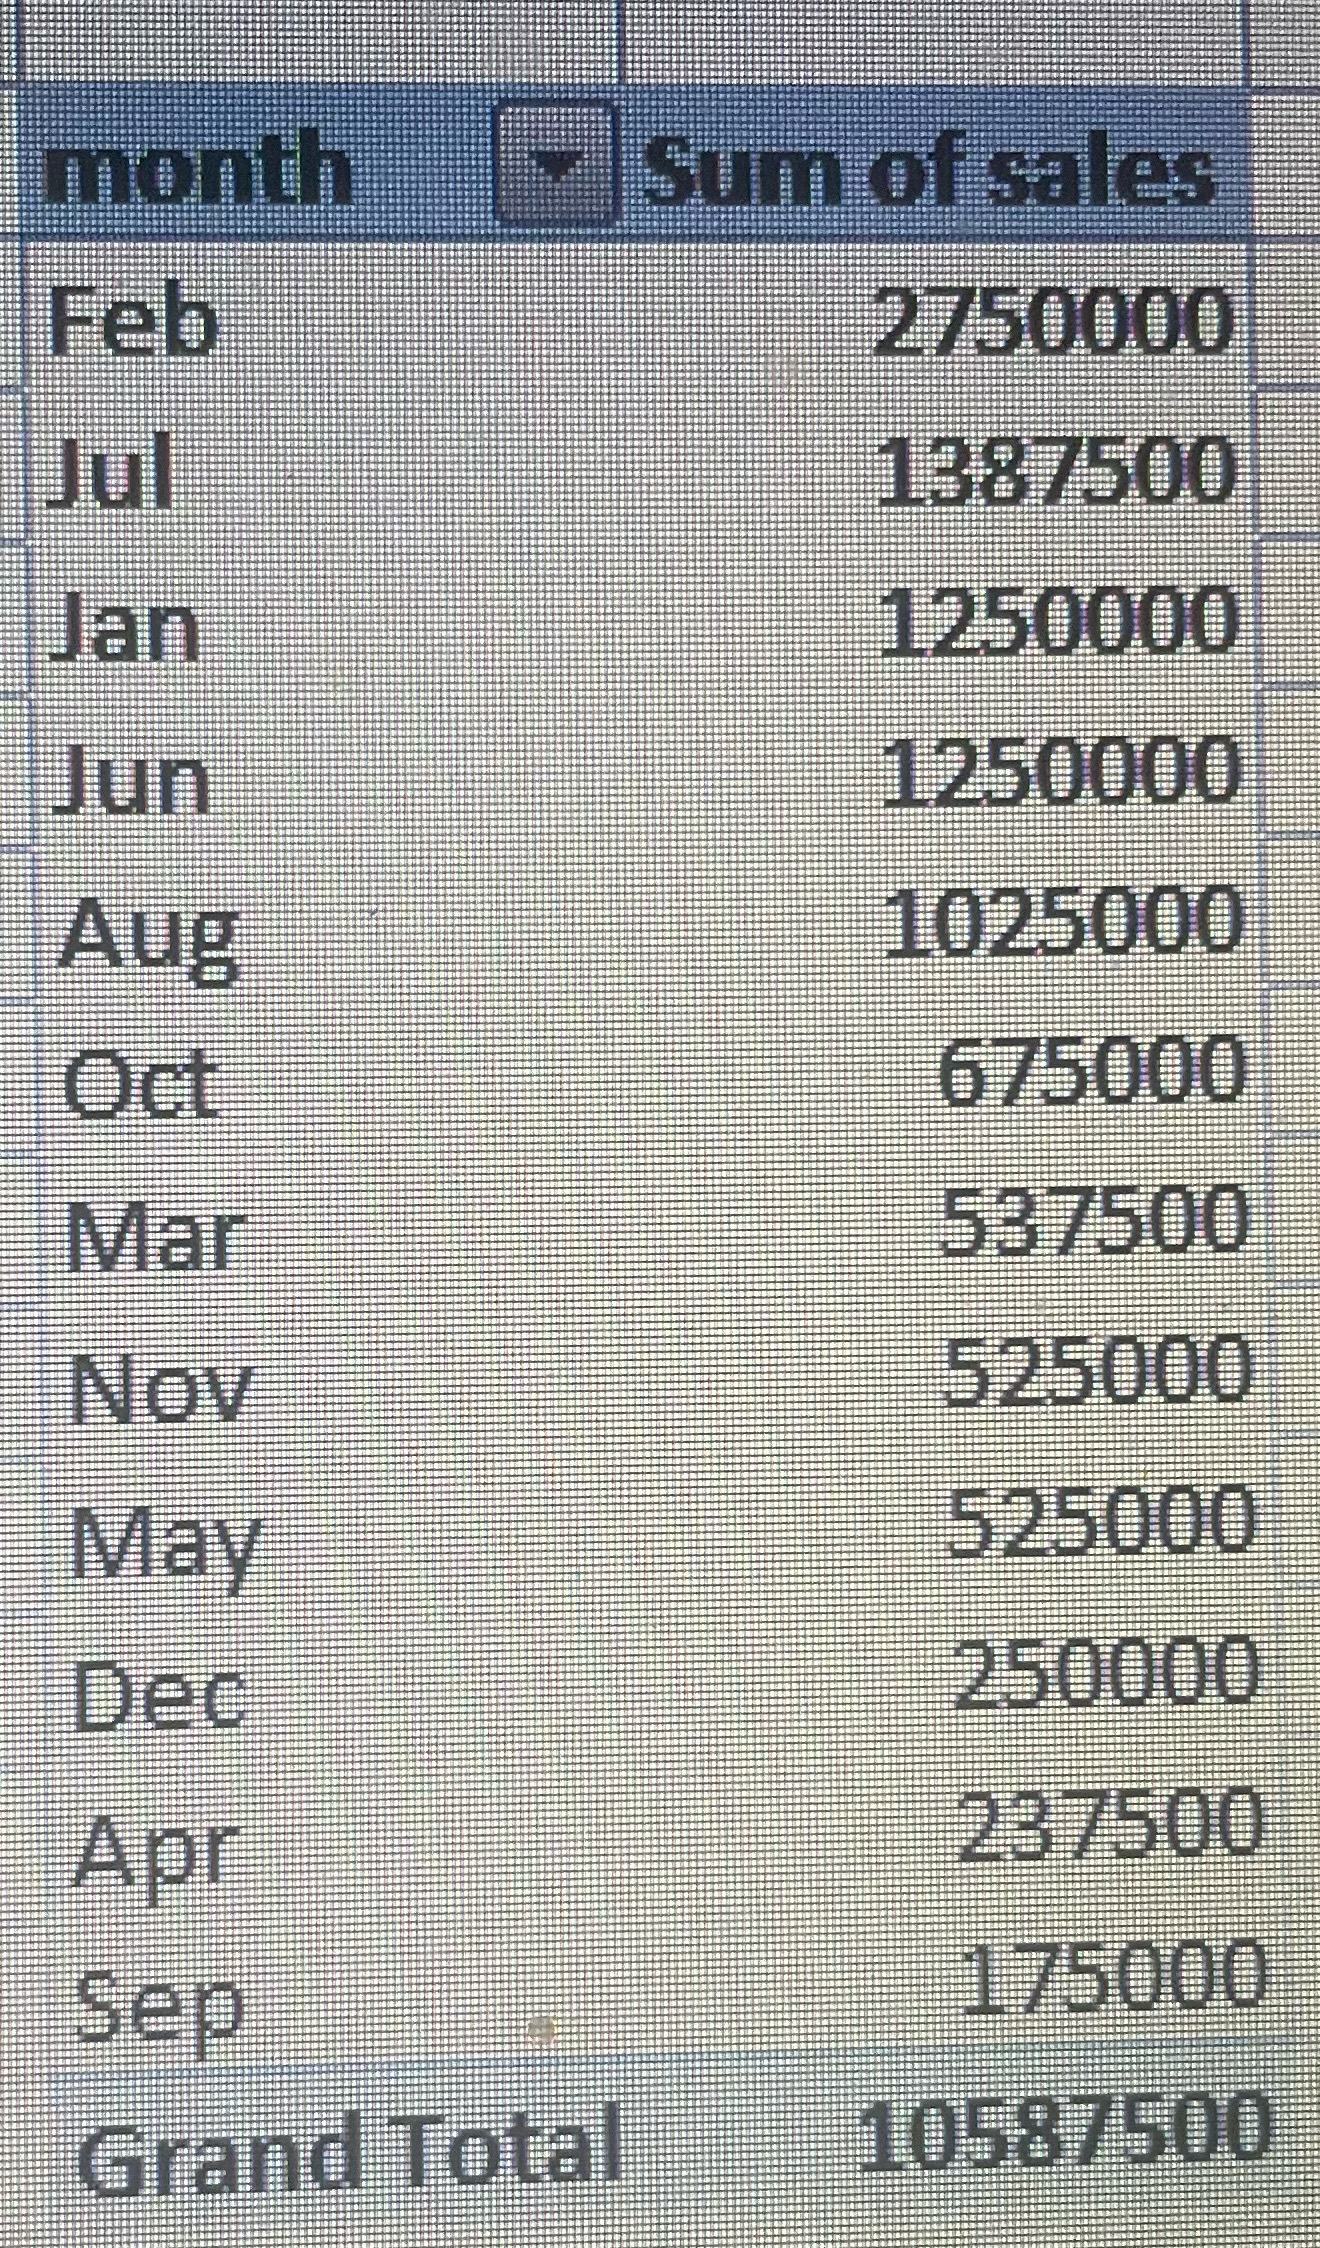 month Sum of sales
Feb 2750000
Jul 1387500
Jan 1250000
Jun 1250000
Aug 1025000
Oct 675000
Mar 537500
Nov 525000
May 525000
Dec 250000
Apr 237500
Sep 175000
Grand Total 10587500